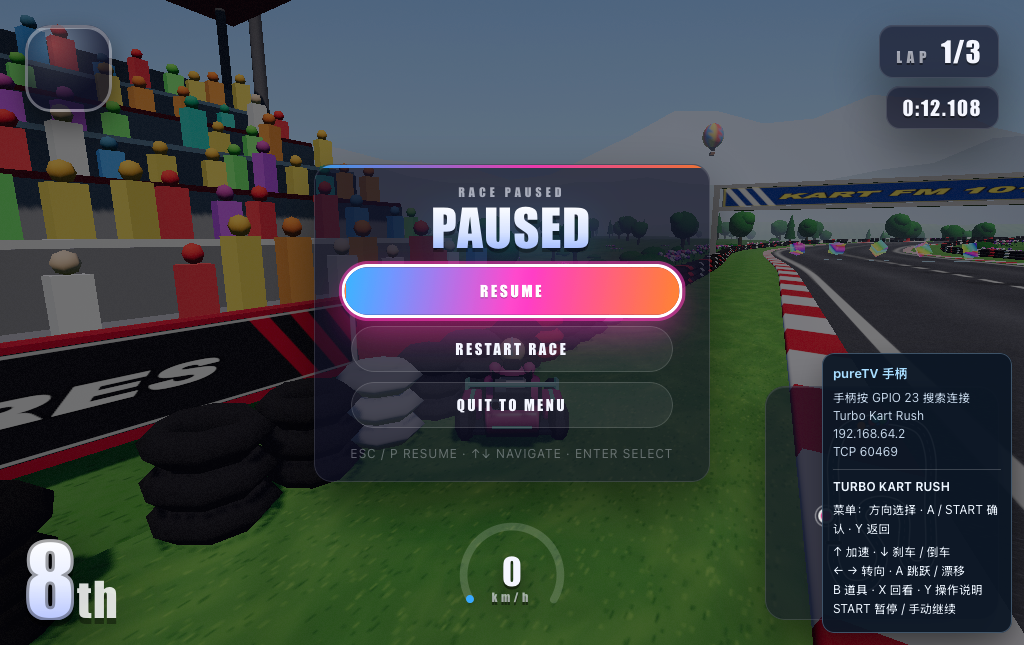 LAP 1/3
0:12.108
KART FM 10
RACE PAUSED
PAUSED
RESUME
RESTART RACE
QUIT TO MENU
ESC / P RESUME · ↑↓ NAVIGATE · ENTER SELECT
RES
pureTV 手柄
手柄按 GPIO 23 搜索连接
Turbo Kart Rush
192.168.64.2
TCP 60469
TURBO KART RUSH
菜单：方向选择 · A / START 确
认 · Y 返回
↑ 加速 · ↓ 刹车 / 倒车
← → 转向 · A 跳跃 / 漂移
B 道具 · X 回看 · Y 操作说明
START 暂停 / 手动继续
8th
0
km/h